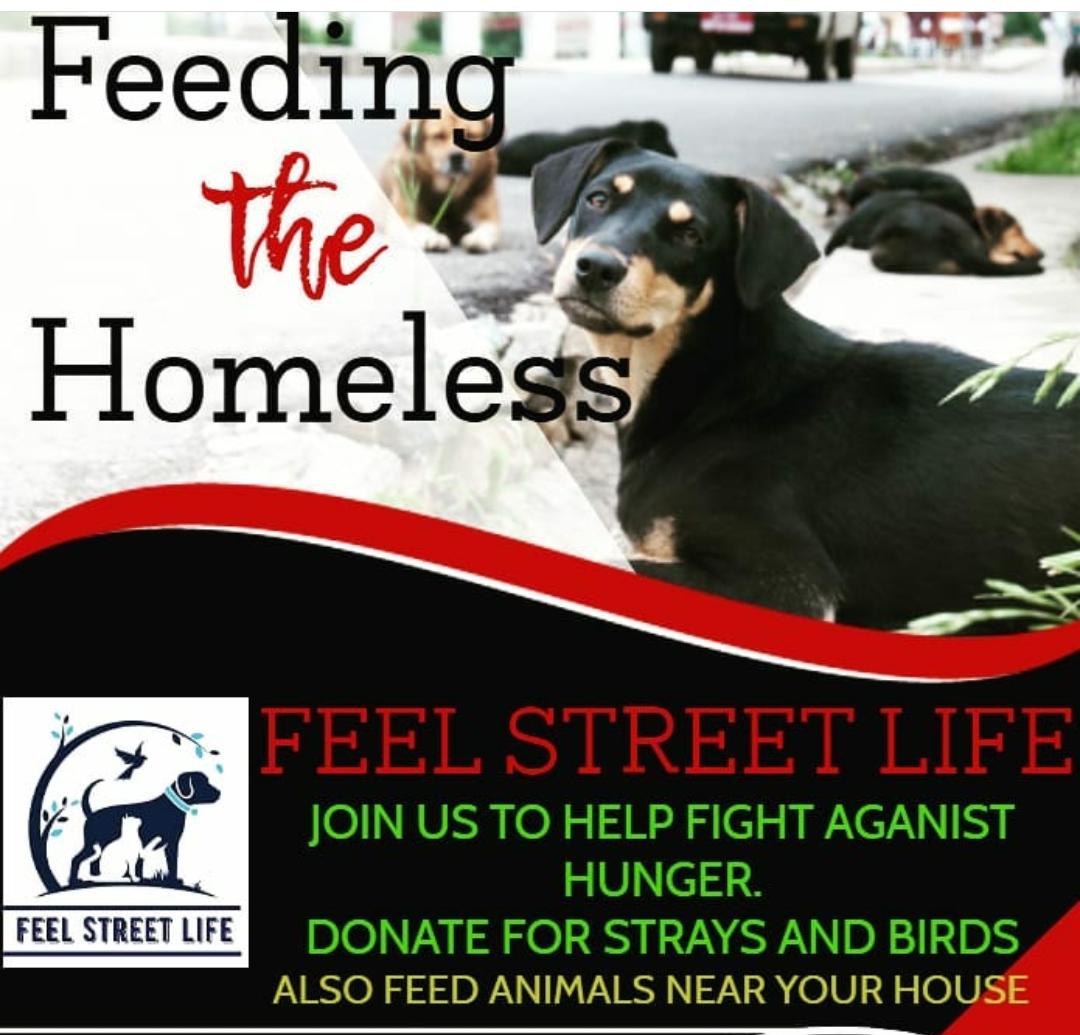 Feeding
the
Homeless
FEEL STREET LIFE
JOIN US TO HELP FIGHT AGANIST
HUNGER.
DONATE FOR STRAYS AND BIRDS
ALSO FEED ANIMALS NEAR YOUR HOUSE
FEEL STREET LIFE